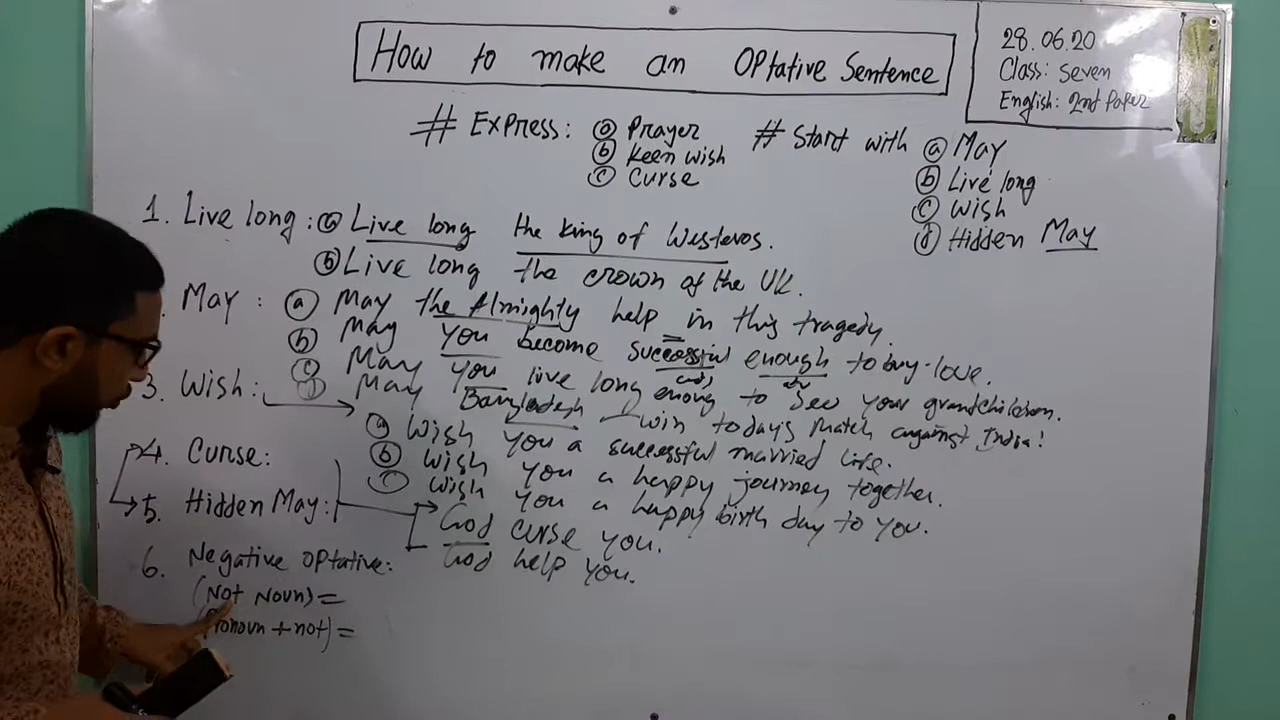 How to make an Optative Sentence
28.06.20
Class: Seven
English: 2nd Paper
# Express: ⓐ Prayer
ⓑ Keen wish
ⓒ Curse
# Start with ⓐ May
ⓑ Live long
ⓒ Wish
ⓓ Hidden May
1. Live long: ⓐ Live long the king of Westeros.
ⓑ Live long the crown of the UK.
. May: ⓐ May the Almighty help in this tragedy.
ⓑ May you become successful enough to buy love.
ⓒ May you live long enong to see your grandchildren.
ⓓ May Bangladesh win today's match against India!
3. Wish:
ⓐ Wish you a successful married life.
ⓑ Wish you a happy journey together.
ⓒ Wish you a happy birth day to you.
4. Curse:
5. Hidden May:
God curse you.
God help you.
6. Negative Optative:
(Not Noun) =
(Pronoun + not) =